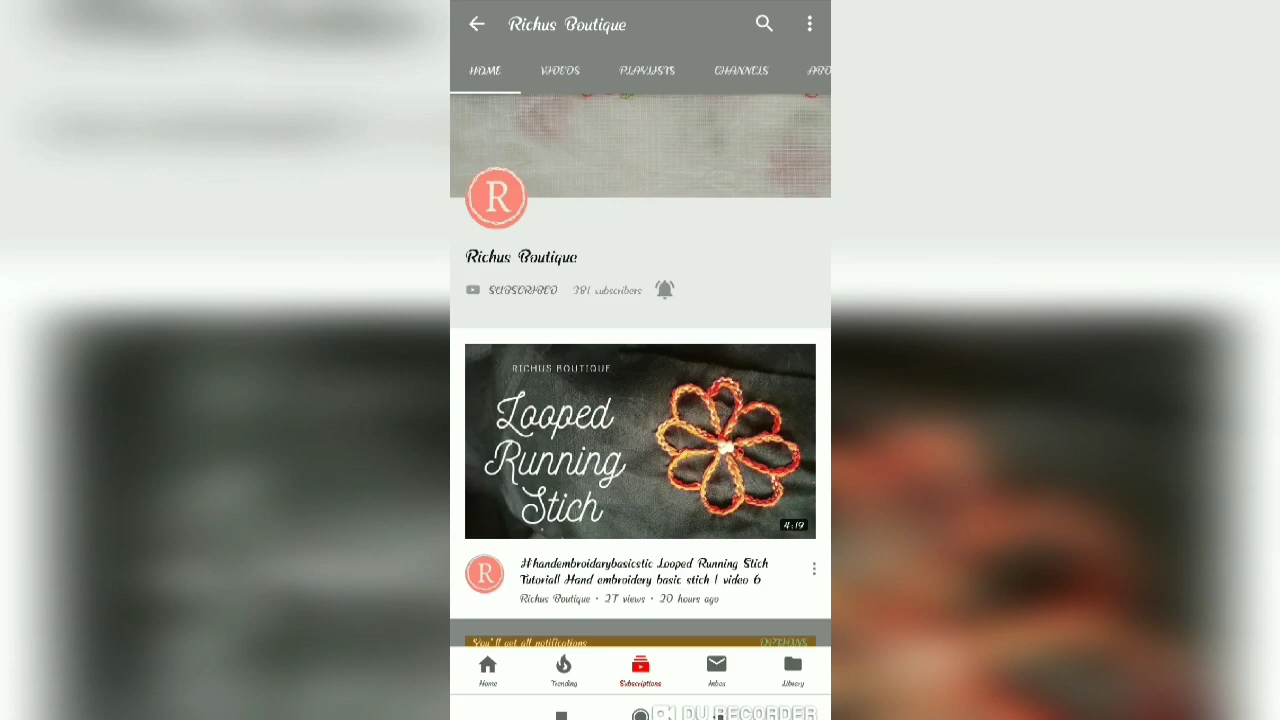 Richus Boutique
HOME VIDEOS PLAYLISTS CHANNELS ABO
R
Richus Boutique
SUBSCRIBED 381 subscribers
RICHUS BOUTIQUE
Looped
Running
Stich
4:19
R
#handembroidarybasicstic Looped Running Stich
Tutorial| Hand embroidery basic stich | video 6
Richus Boutique · 27 views · 20 hours ago
You'll get all notifications OPTIONS
Home Trending Subscriptions Inbox Library
DU RECORDER